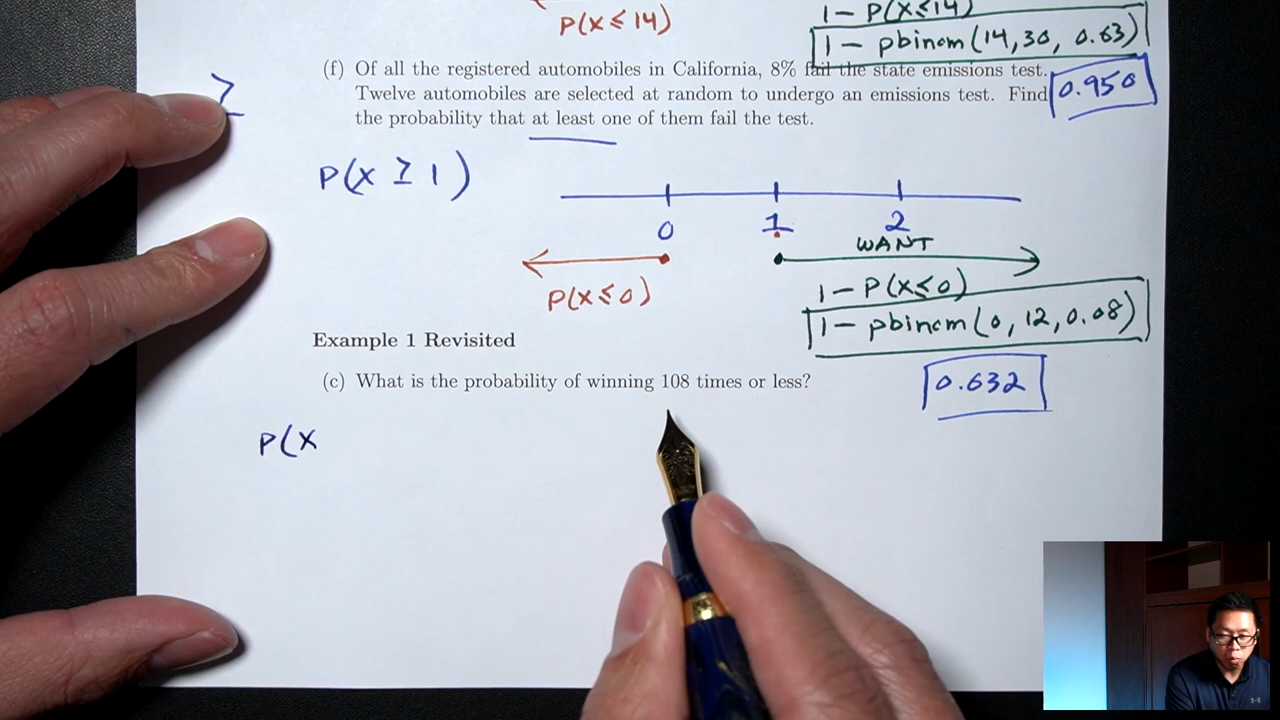 P(X ≤ 14)
1 - P(X ≤ 14)
1 - pbinom(14, 30, 0.63)
(f) Of all the registered automobiles in California, 8% fail the state emissions test.
0.950
≥
Twelve automobiles are selected at random to undergo an emissions test. Find
the probability that at least one of them fail the test.
P(X ≥ 1)
0 1 2
WANT
P(X ≤ 0)
1 - P(X ≤ 0)
1 - pbinom(0, 12, 0.08)
Example 1 Revisited
(c) What is the probability of winning 108 times or less?
0.632
P(X